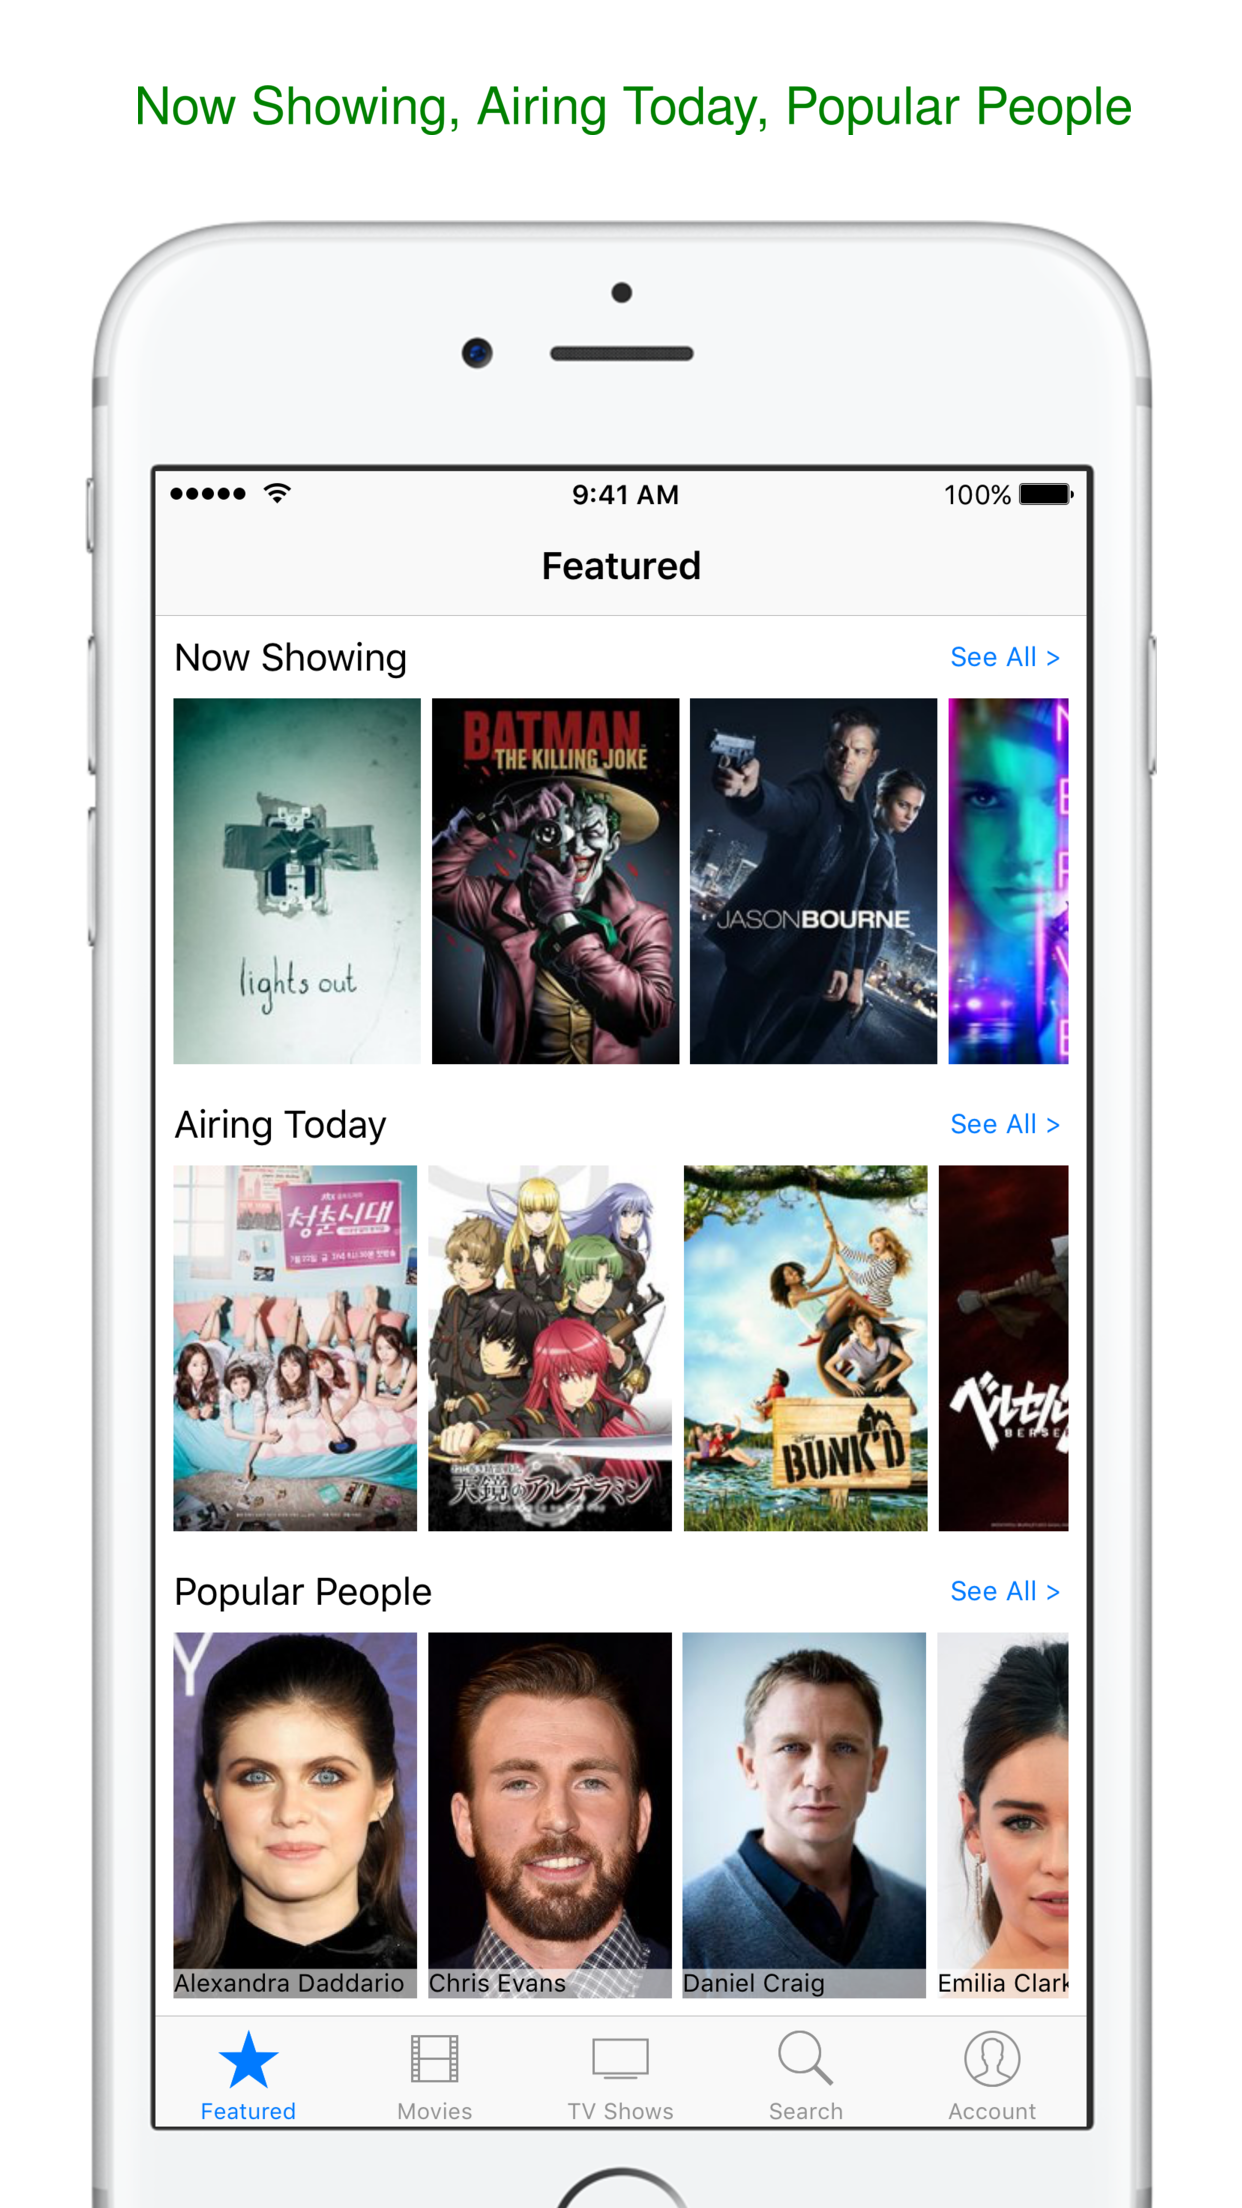 Now Showing, Airing Today, Popular People
9:41 AM
100%
Featured
Now Showing
See All >
lights out
BATMAN
THE KILLING JOKE
JASONBOURNE
Airing Today
See All >
jtbc
청춘시대
天鏡のアルデラミン
Disney
BUNK'D
ベルセル
BERSE
Popular People
See All >
Y
Alexandra Daddario
Chris Evans
Daniel Craig
Emilia Clark
Featured
Movies
TV Shows
Search
Account